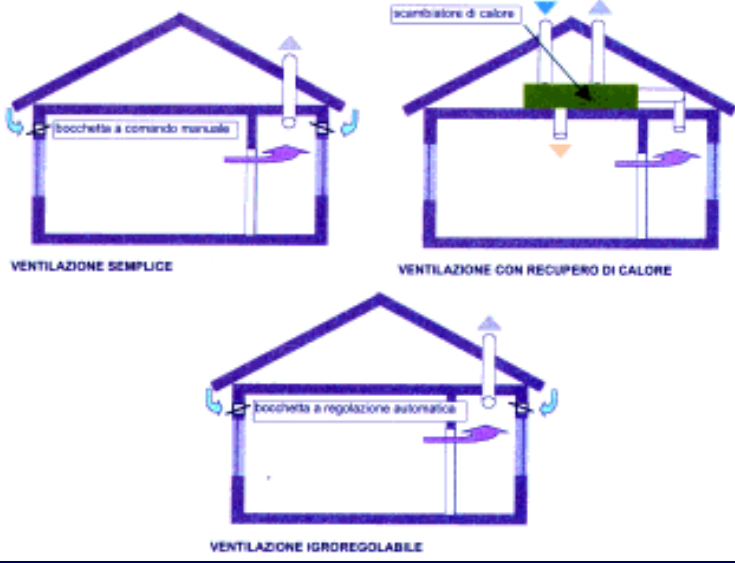 scambiatore di calore
bocchetta a comando manuale
VENTILAZIONE SEMPLICE
VENTILAZIONE CON RECUPERO DI CALORE
bocchetta a regolazione automatica
VENTILAZIONE IGROREGOLABILE